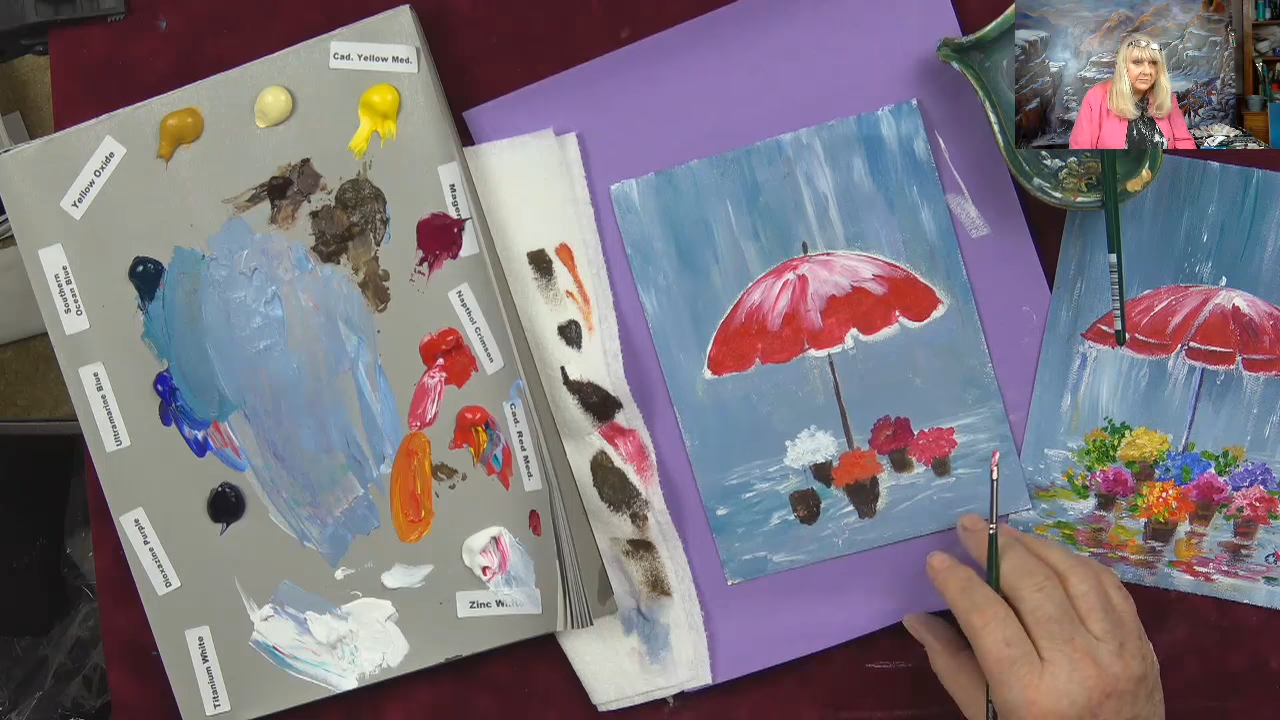 Cad. Yellow Med.
Yellow Oxide
Southern
Ocean Blue
Napthol Crimson
Ultramarine Blue
Cad. Red Med.
Dioxazine Purple
Zinc
Titanium White